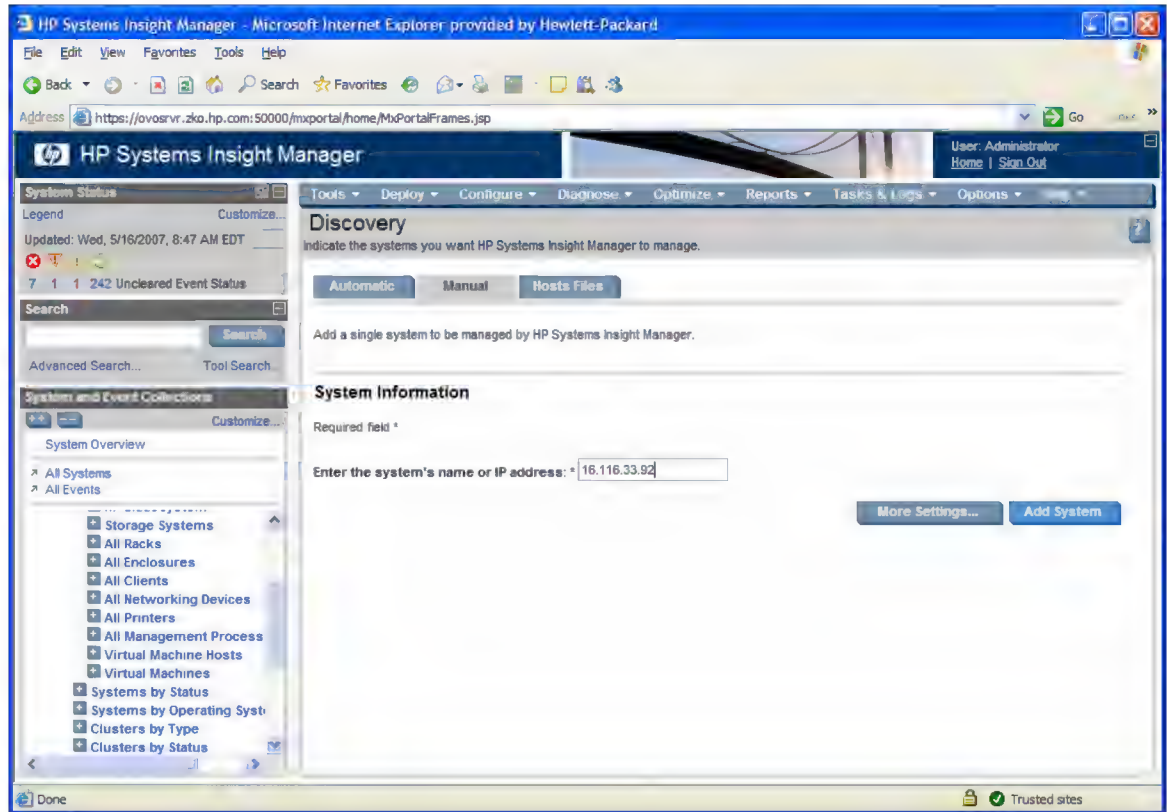 HP Systems Insight Manager - Microsoft Internet Explorer provided by Hewlett-Packard
File Edit View Favorites Tools Help
Back Search Favorites
Address https://ovosrvr.zko.hp.com:50000/mxportal/home/MxPortalFrames.jsp Go
hp HP Systems Insight Manager
User: Administrator
Home | Sign Out
System Status
Legend Customize...
Updated: Wed, 5/16/2007, 8:47 AM EDT
7 1 1 242 Uncleared Event Status
Search
Search
Advanced Search... Tool Search
System and Event Collections
Customize...
System Overview
All Systems
All Events
Storage Systems
All Racks
All Enclosures
All Clients
All Networking Devices
All Printers
All Management Process
Virtual Machine Hosts
Virtual Machines
Systems by Status
Systems by Operating Syst
Clusters by Type
Clusters by Status
Tools Deploy Configure Diagnose Optimize Reports Tasks & Logs Options
Discovery
Indicate the systems you want HP Systems Insight Manager to manage.
?
Automatic Manual Hosts Files
Add a single system to be managed by HP Systems Insight Manager.
System Information
Required field *
Enter the system's name or IP address: * 16.116.33.92
More Settings... Add System
Done Trusted sites